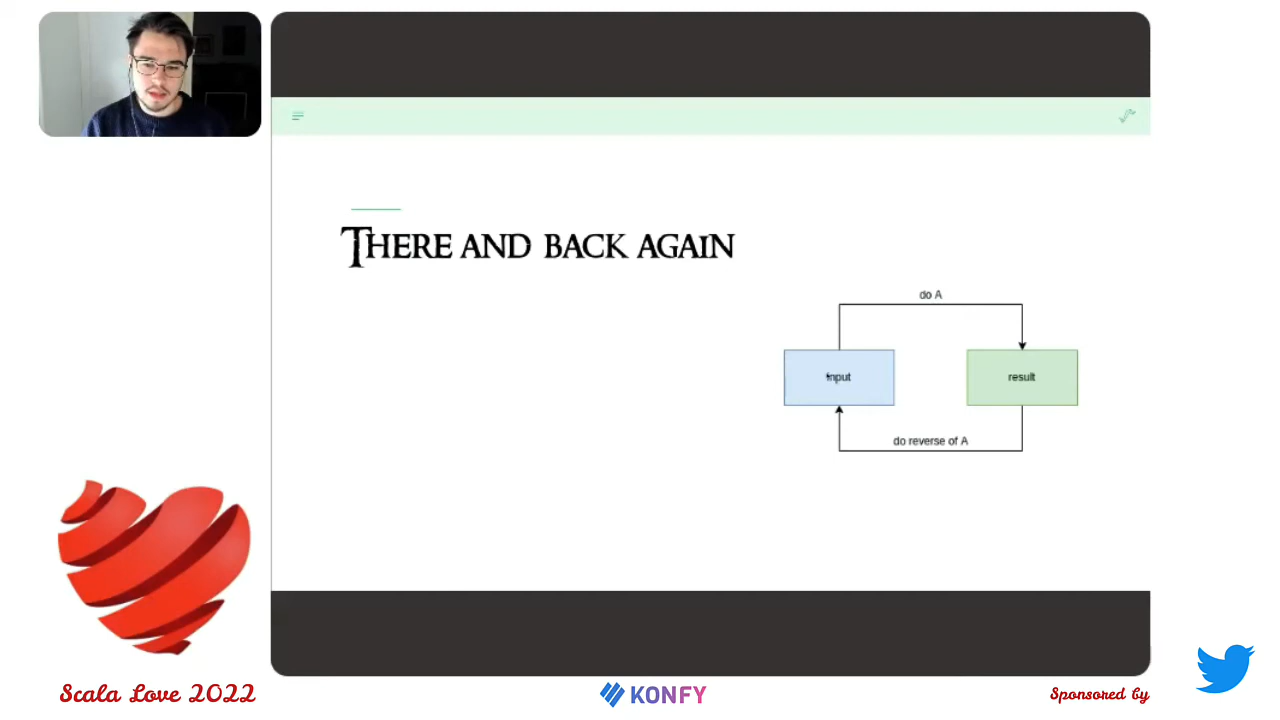 THERE AND BACK AGAIN
do A
input
result
do reverse of A
Scala Love 2022
KONFY
Sponsored by